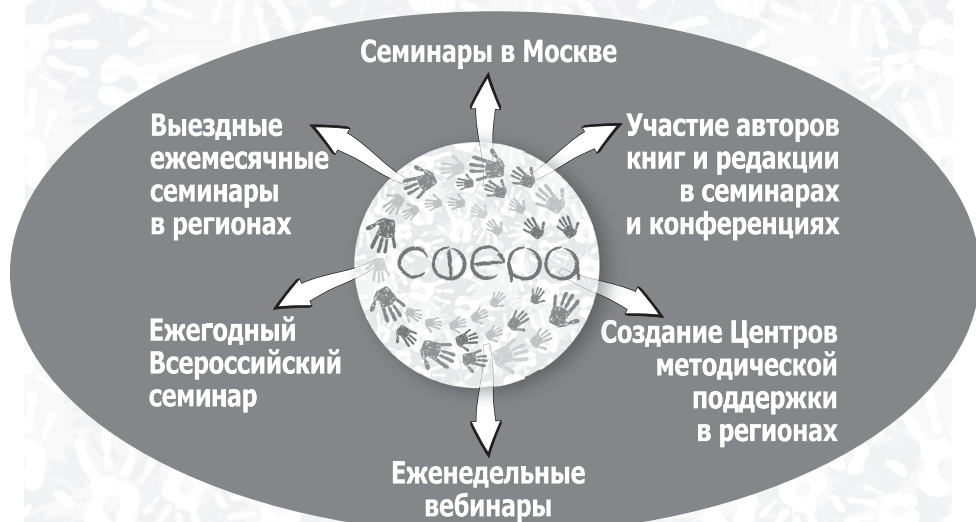 Семинары в Москве
Выездные
ежемесячные
семинары
в регионах
Участие авторов
книг и редакции
в семинарах
и конференциях
сфера
Ежегодный
Всероссийский
семинар
Создание Центров
методической
поддержки
в регионах
Еженедельные
вебинары